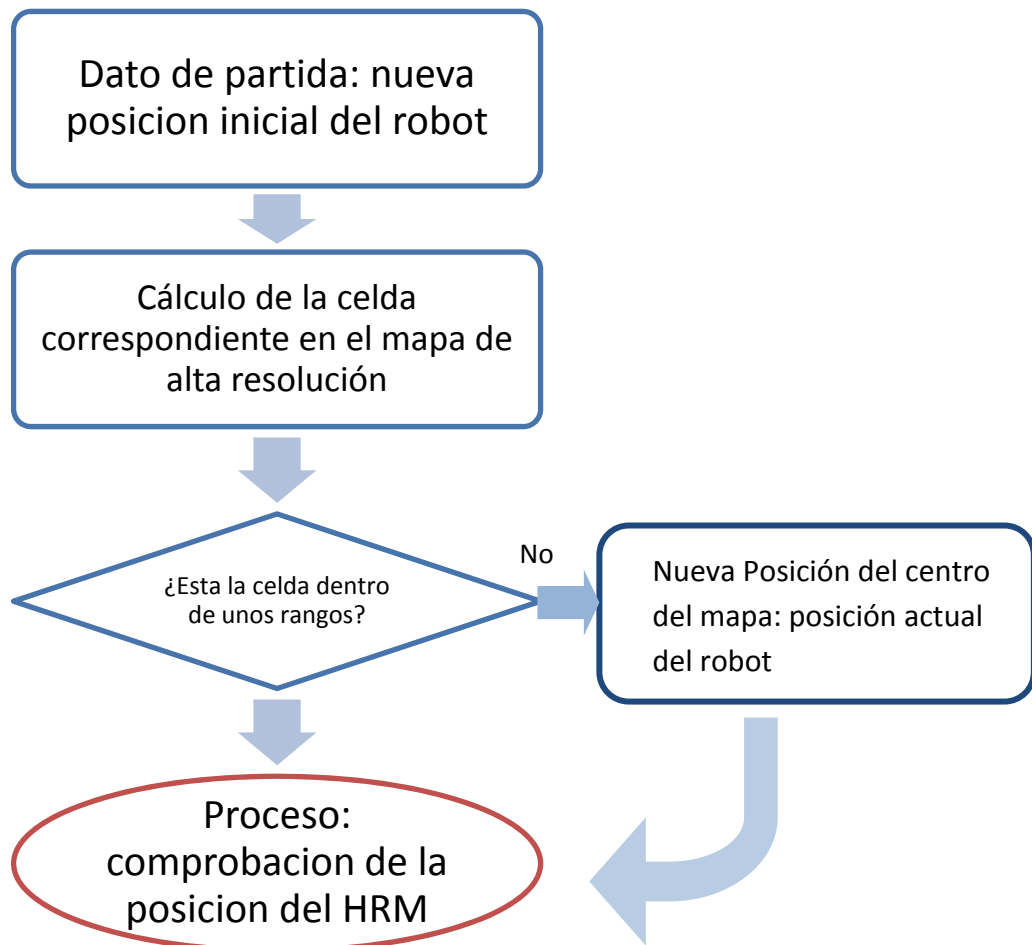 Dato de partida: nueva
posicion inicial del robot
Cálculo de la celda
correspondiente en el mapa de
alta resolución
¿Esta la celda dentro
de unos rangos?
No
Nueva Posición del centro
del mapa: posición actual
del robot
Proceso:
comprobacion de la
posicion del HRM